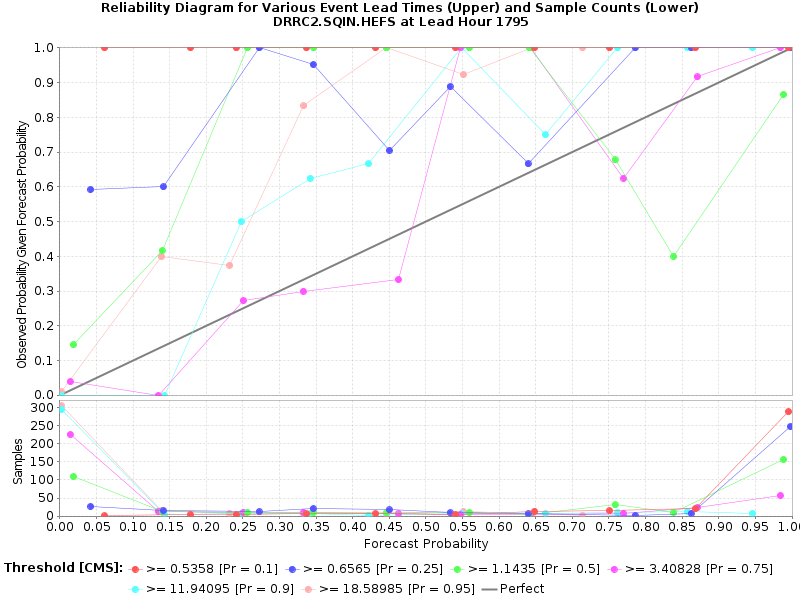 Reliability Diagram for Various Event Lead Times (Upper) and Sample Counts (Lower)
DRRC2.SQIN.HEFS at Lead Hour 1795
Observed Probability Given Forecast Probability
1.0
0.9
0.8
0.7
0.6
0.5
0.4
0.3
0.2
0.1
0.0
Samples
300
250
200
150
100
50
0
0.00 0.05 0.10 0.15 0.20 0.25 0.30 0.35 0.40 0.45 0.50 0.55 0.60 0.65 0.70 0.75 0.80 0.85 0.90 0.95 1.00
Forecast Probability
Threshold [CMS]: >= 0.5358 [Pr = 0.1] >= 0.6565 [Pr = 0.25] >= 1.1435 [Pr = 0.5] >= 3.40828 [Pr = 0.75]
>= 11.94095 [Pr = 0.9] >= 18.58985 [Pr = 0.95] Perfect